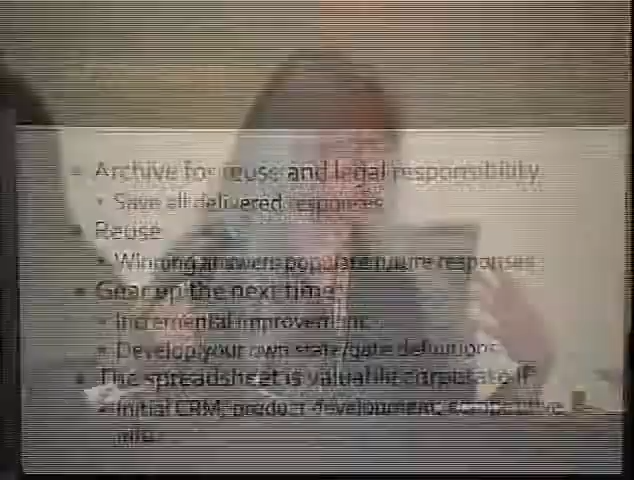 Archive for reuse and legal responsibility
Save all delivered responses
Reuse
Winning answers populate future responses
Gear up the next time
Incremental improvement
Develop your own state/gate definitions
The spreadsheet is valuable corporate IP
Initial CRM, product development, competitive
info